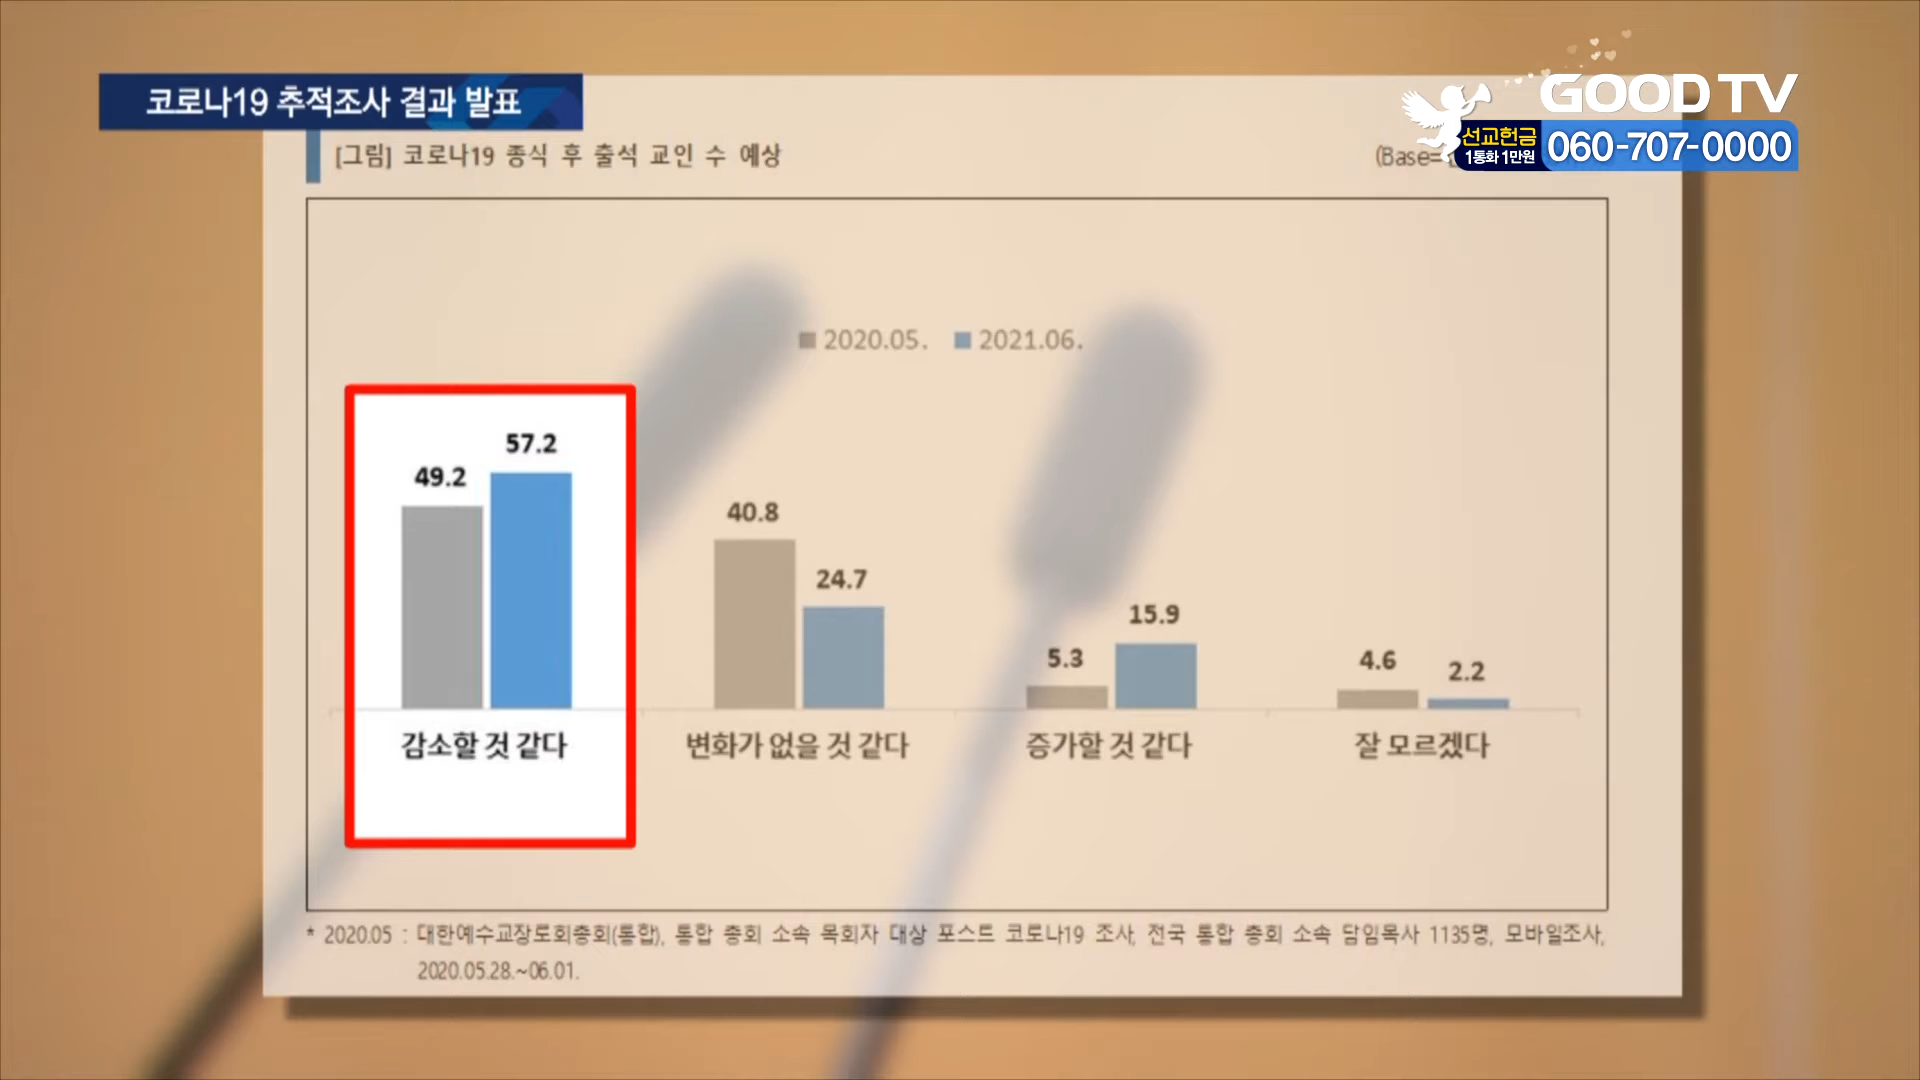 코로나19 추적조사 결과 발표
GOOD TV
선교헌금
1통화 1만원
060-707-0000
[그림] 코로나19 종식 후 출석 교인 수 예상
(Base=
2020.05. 2021.06.
49.2 57.2
40.8 24.7
5.3 15.9
4.6 2.2
감소할 것 같다 변화가 없을 것 같다 증가할 것 같다 잘 모르겠다
* 2020.05 : 대한예수교장로회총회(통합), 통합 총회 소속 목회자 대상 포스트 코로나19 조사, 전국 통합 총회 소속 담임목사 1135명, 모바일조사,
2020.05.28.~06.01.